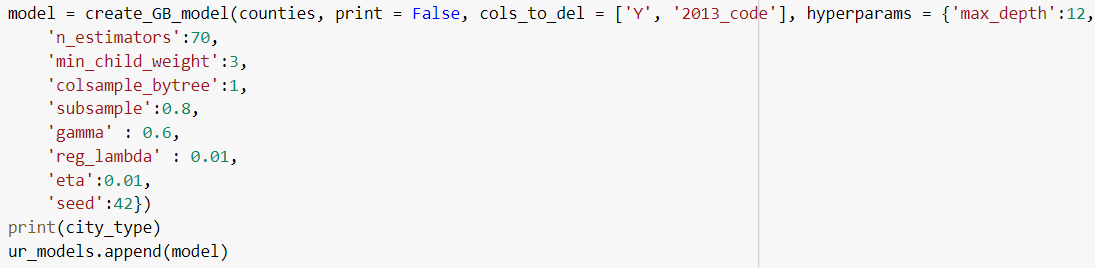 model = create_GB_model(counties, print = False, cols_to_del = ['Y', '2013_code'], hyperparams = {'max_depth':12,
    'n_estimators':70,
    'min_child_weight':3,
    'colsample_bytree':1,
    'subsample':0.8,
    'gamma' : 0.6,
    'reg_lambda' : 0.01,
    'eta':0.01,
    'seed':42})
print(city_type)
ur_models.append(model)